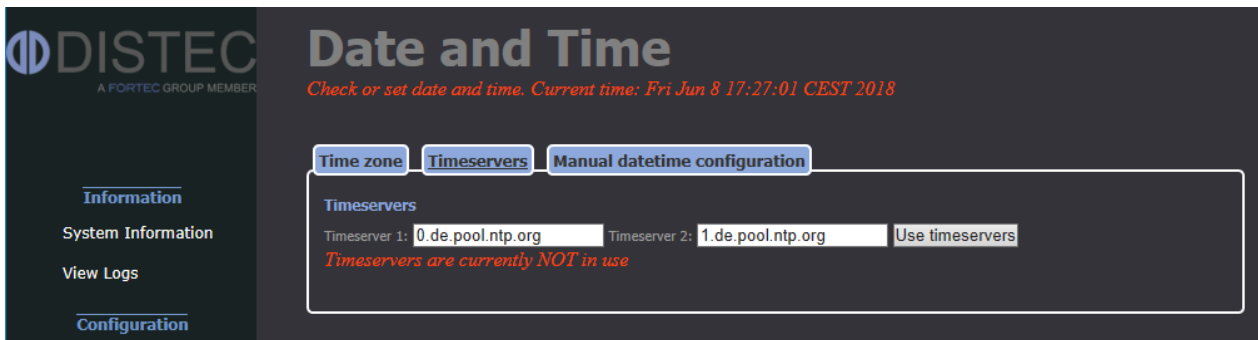 DISTEC
A FORTEC GROUP MEMBER
Date and Time
Check or set date and time. Current time: Fri Jun 8 17:27:01 CEST 2018
Time zone Timeservers Manual datetime configuration
Information
System Information
View Logs
Configuration
Timeservers
Timeserver 1: 0.de.pool.ntp.org Timeserver 2: 1.de.pool.ntp.org Use timeservers
Timeservers are currently NOT in use